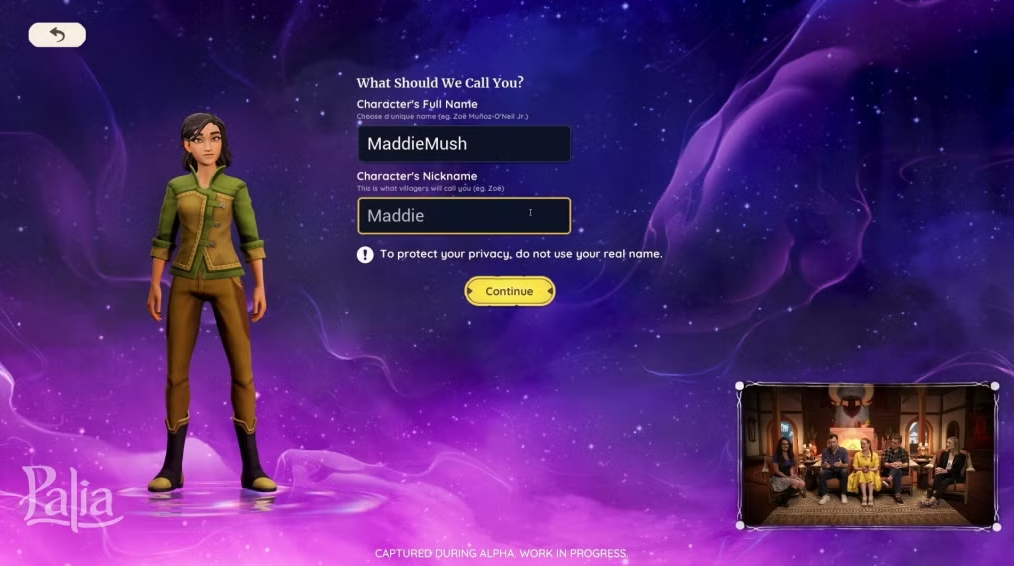 What Should We Call You?
Character's Full Name
Choose a unique name (eg. Zoë Muñoz-O'Neil Jr.)
MaddieMush
Character's Nickname
This is what villagers will call you (eg. Zoë)
Maddie
To protect your privacy, do not use your real name.
Continue
Palia
CAPTURED DURING ALPHA. WORK IN PROGRESS.